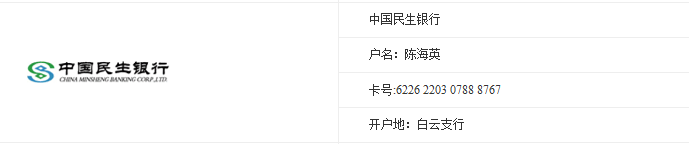 中国民生银行
CHINA MINSHENG BANKING CORP.,LTD.
中国民生银行
户名：陈海英
卡号:6226 2203 0788 8767
开户地：白云支行